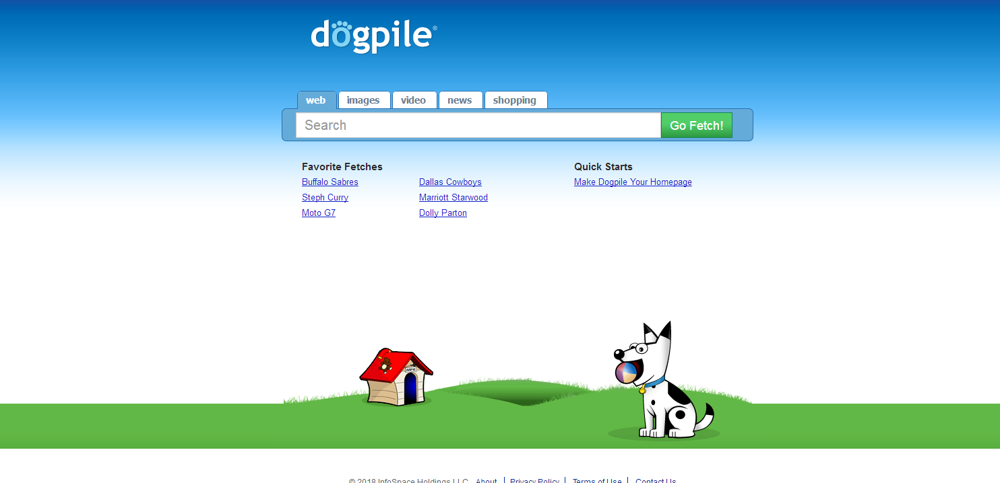 dogpile®
web images video news shopping
Search Go Fetch!
Favorite Fetches Quick Starts
Buffalo Sabres Dallas Cowboys Make Dogpile Your Homepage
Steph Curry Marriott Starwood
Moto G7 Dolly Parton
ARFIE
© 2018 InfoSpace Holdings LLC About | Privacy Policy | Terms of Use | Contact Us